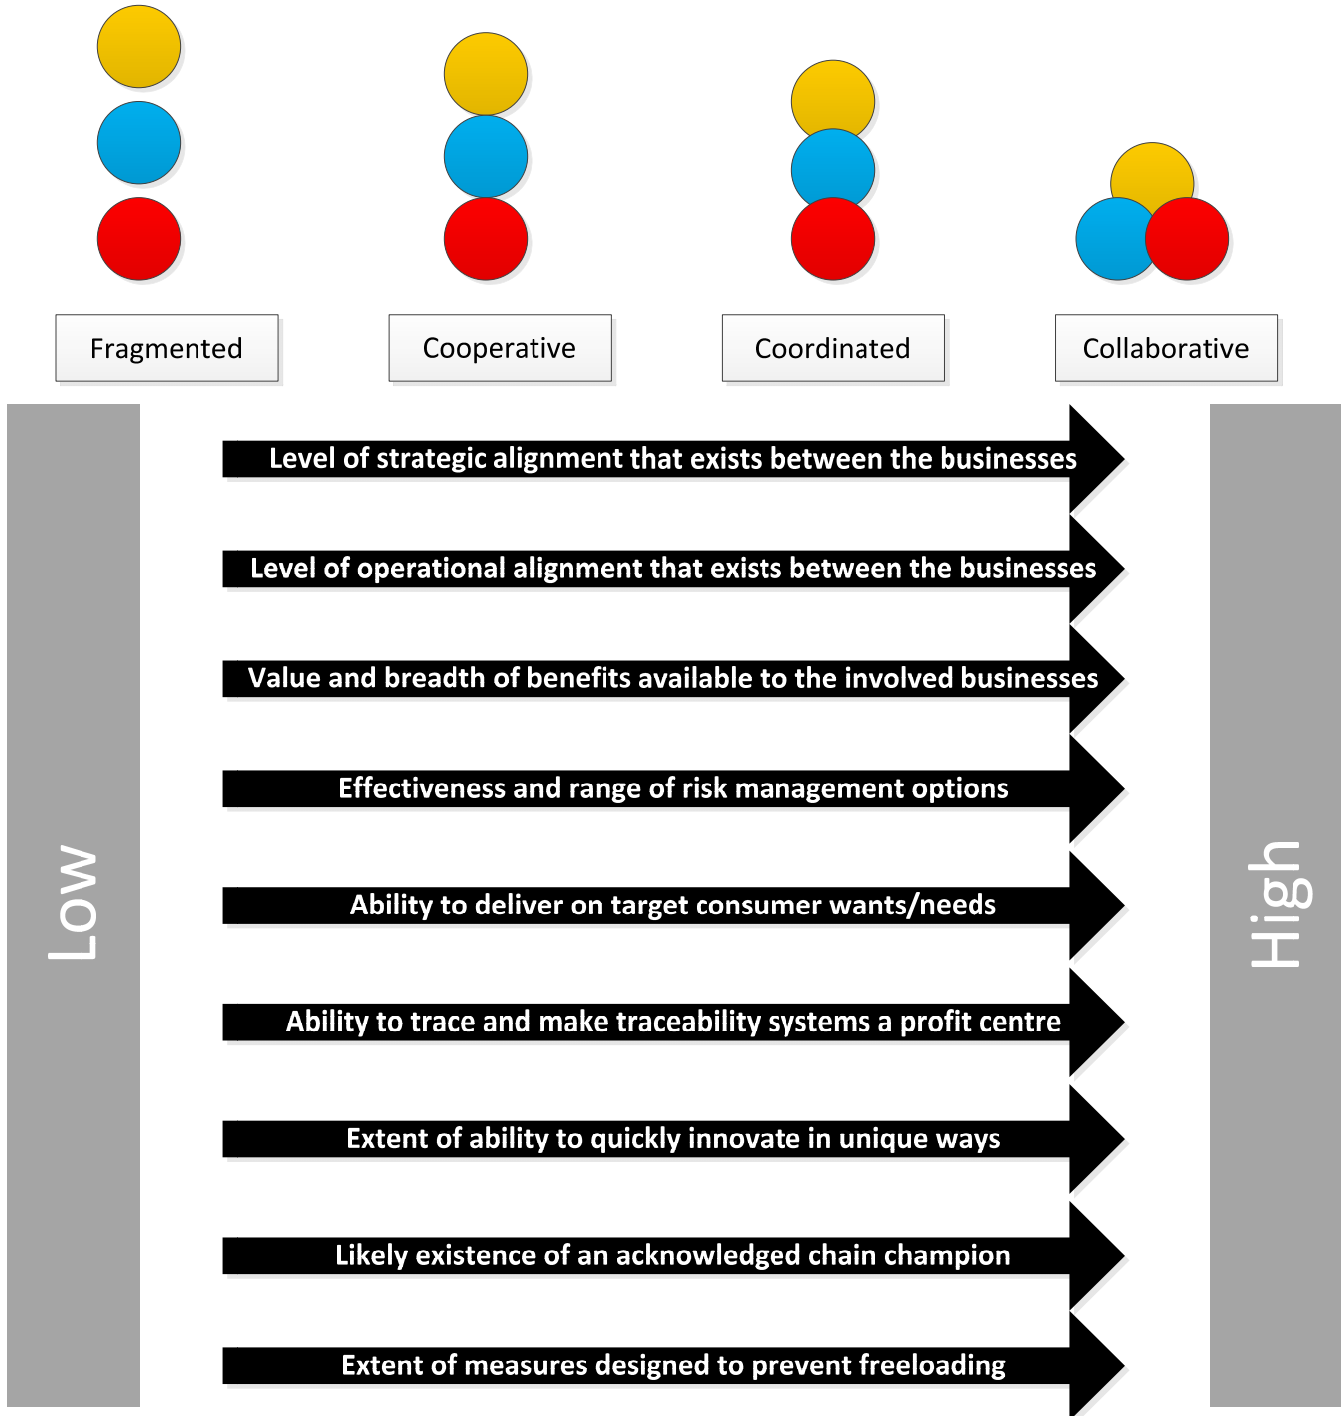 Fragmented
Cooperative
Coordinated
Collaborative
Low
High
Level of strategic alignment that exists between the businesses
Level of operational alignment that exists between the businesses
Value and breadth of benefits available to the involved businesses
Effectiveness and range of risk management options
Ability to deliver on target consumer wants/needs
Ability to trace and make traceability systems a profit centre
Extent of ability to quickly innovate in unique ways
Likely existence of an acknowledged chain champion
Extent of measures designed to prevent freeloading